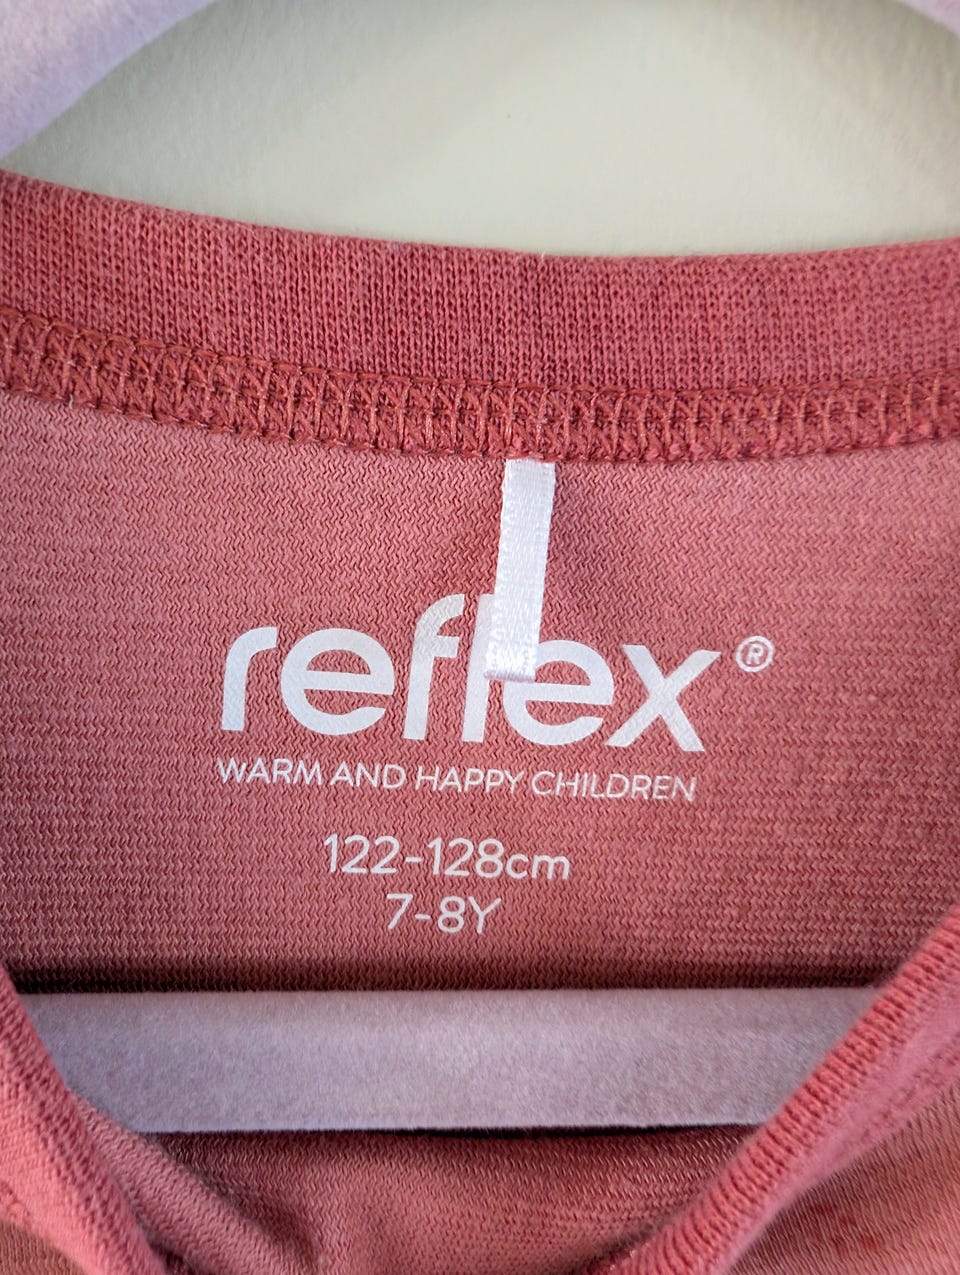 reflex®
WARM AND HAPPY CHILDREN
122-128cm
7-8Y